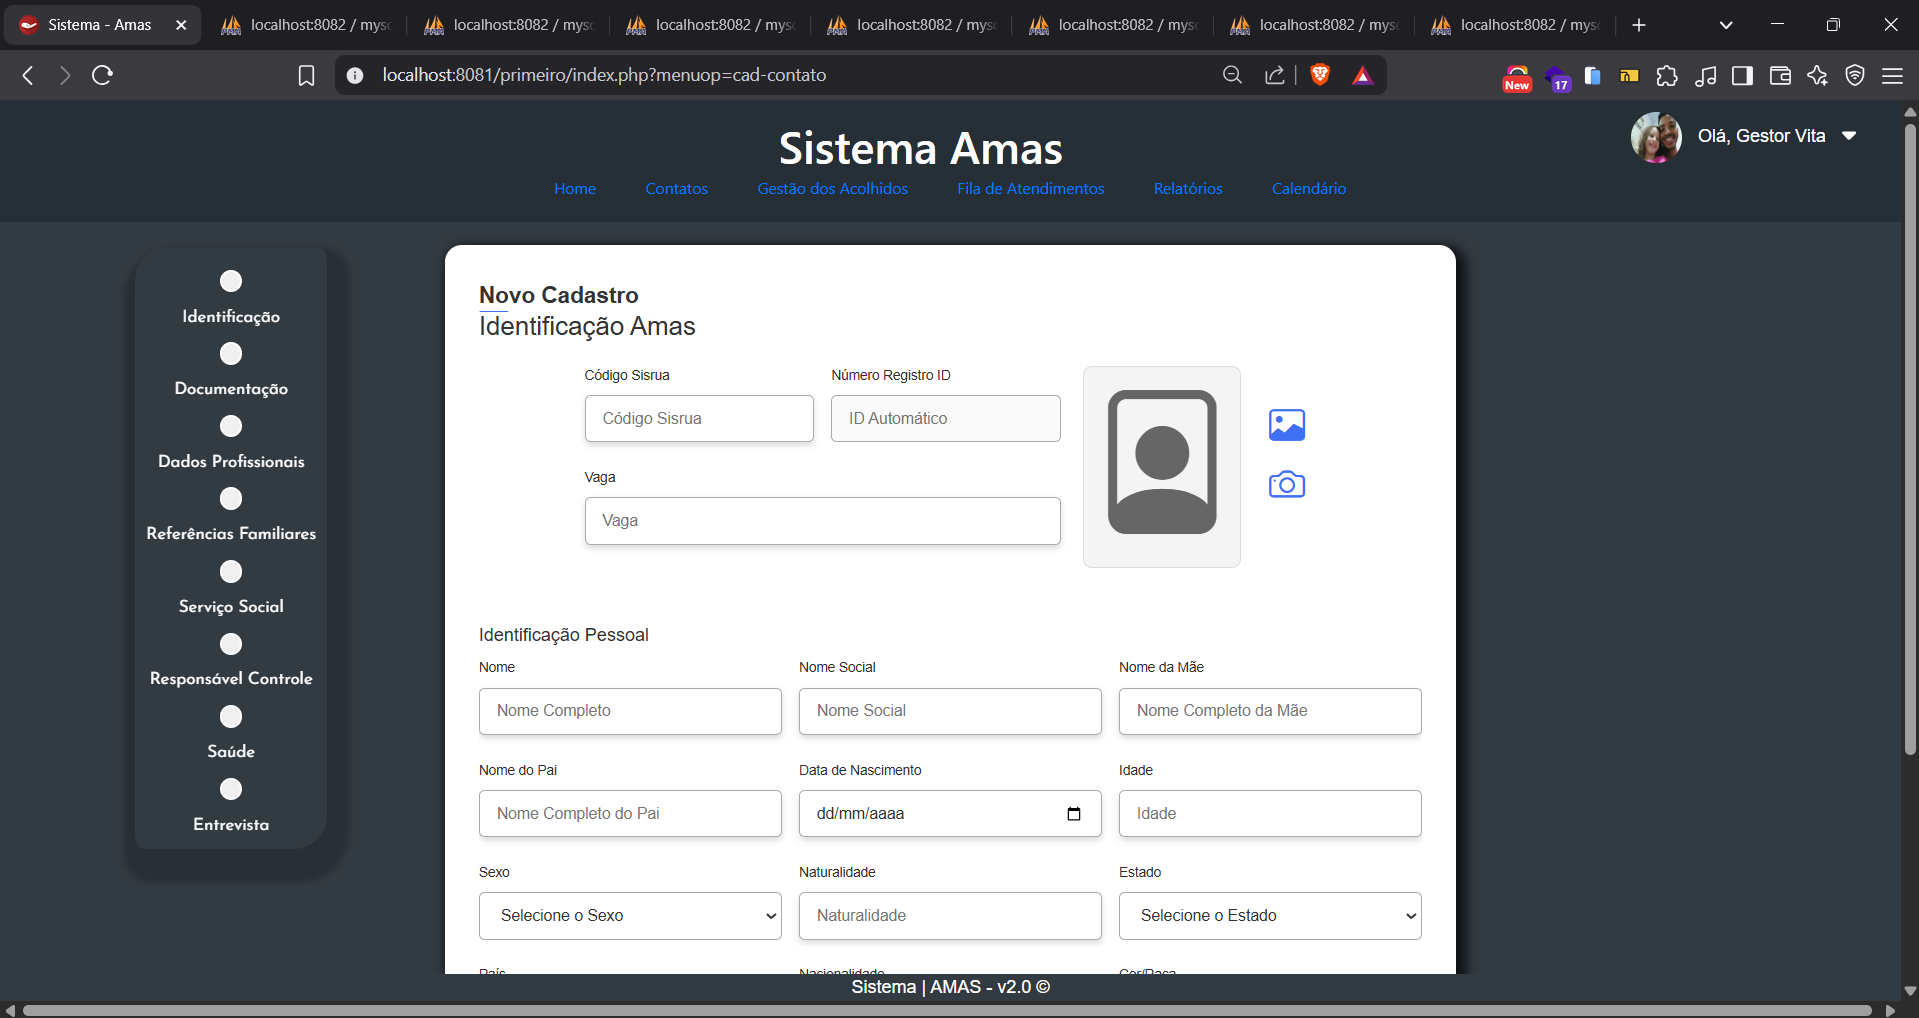 Sistema - Amas
localhost:8082 / mysc
localhost:8082 / mysc
localhost:8082 / mysc
localhost:8082 / mysc
localhost:8082 / mysc
localhost:8082 / mysc
localhost:8082 / mysc
localhost:8081/primeiro/index.php?menuop=cad-contato
New
17
Sistema Amas
Olá, Gestor Vita
Home
Contatos
Gestão dos Acolhidos
Fila de Atendimentos
Relatórios
Calendário
Identificação
Documentação
Dados Profissionais
Referências Familiares
Serviço Social
Responsável Controle
Saúde
Entrevista
Novo Cadastro
Identificação Amas
Código Sisrua
Número Registro ID
Código Sisrua
ID Automático
Vaga
Vaga
Identificação Pessoal
Nome
Nome Social
Nome da Mãe
Nome Completo
Nome Social
Nome Completo da Mãe
Nome do Pai
Data de Nascimento
Idade
Nome Completo do Pai
dd/mm/aaaa
Idade
Sexo
Naturalidade
Estado
Selecione o Sexo
Naturalidade
Selecione o Estado
País
Nacionalidade
Cor/Raça
Sistema | AMAS - v2.0 ©